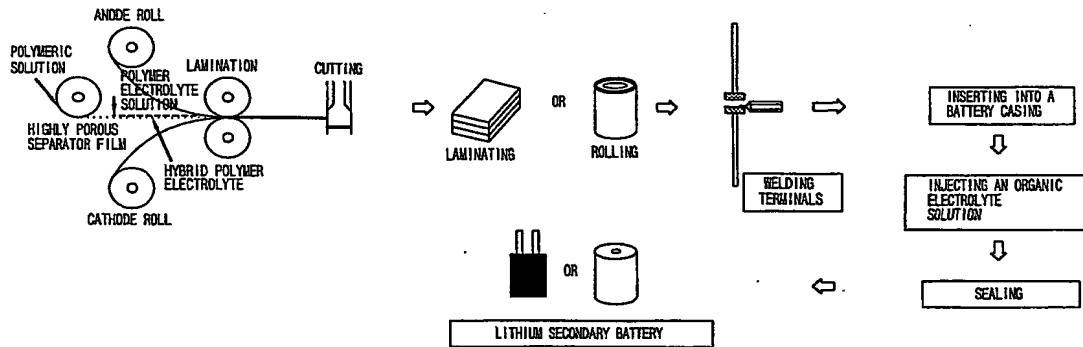 ANODE ROLL
POLYMERIC
SOLUTION
POLYMER
ELECTROLYTE
SOLUTION
LAMINATION
CUTTING
HIGHLY POROUS
SEPARATOR FILM
HYBRID POLYMER
ELECTROLYTE
CATHODE ROLL
LAMINATING
OR
ROLLING
WELDING
TERMINALS
INSERTING INTO A
BATTERY CASING
INJECTING AN ORGANIC
ELECTROLYTE
SOLUTION
SEALING
OR
LITHIUM SECONDARY BATTERY